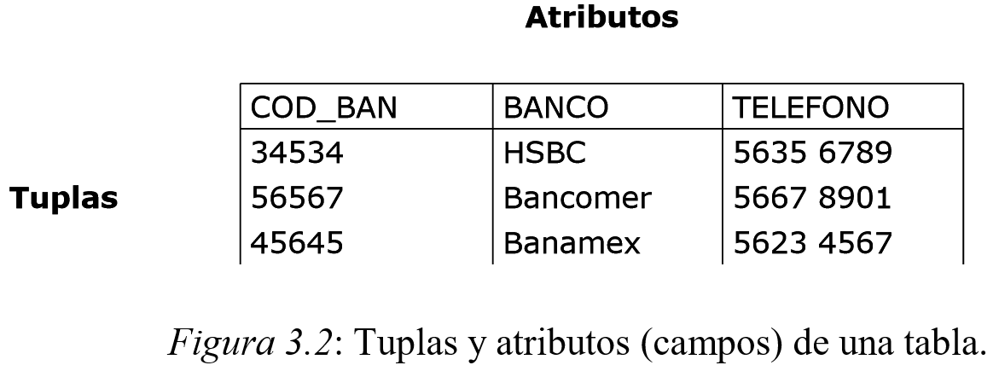 Atributos
COD_BAN BANCO TELEFONO
34534 HSBC 5635 6789
Tuplas 56567 Bancomer 5667 8901
45645 Banamex 5623 4567
Figura 3.2: Tuplas y atributos (campos) de una tabla.